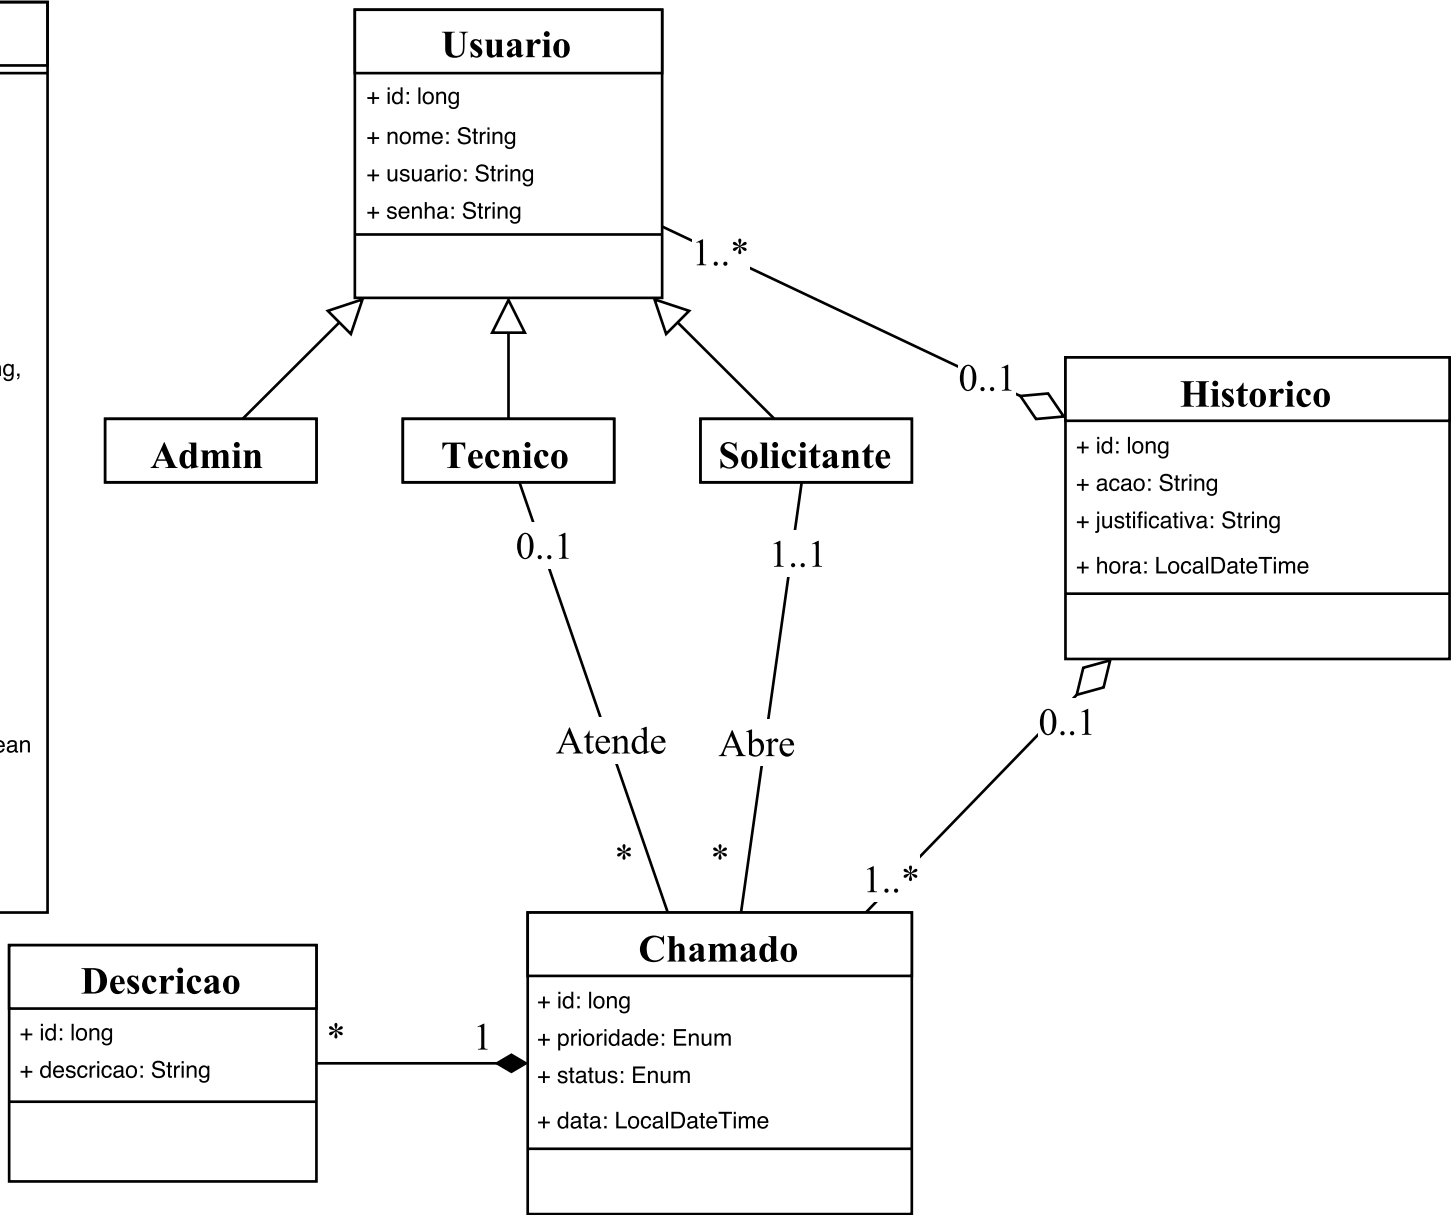 Usuario
+ id: long
+ nome: String
+ usuario: String
+ senha: String
1..*
0..1
Historico
+ id: long
+ acao: String
+ justificativa: String
+ hora: LocalDateTime
Admin
Tecnico
Solicitante
0..1
1..1
Atende
Abre
*
*
0..1
1..*
Chamado
+ id: long
+ prioridade: Enum
+ status: Enum
+ data: LocalDateTime
Descricao
+ id: long
+ descricao: String
*
1